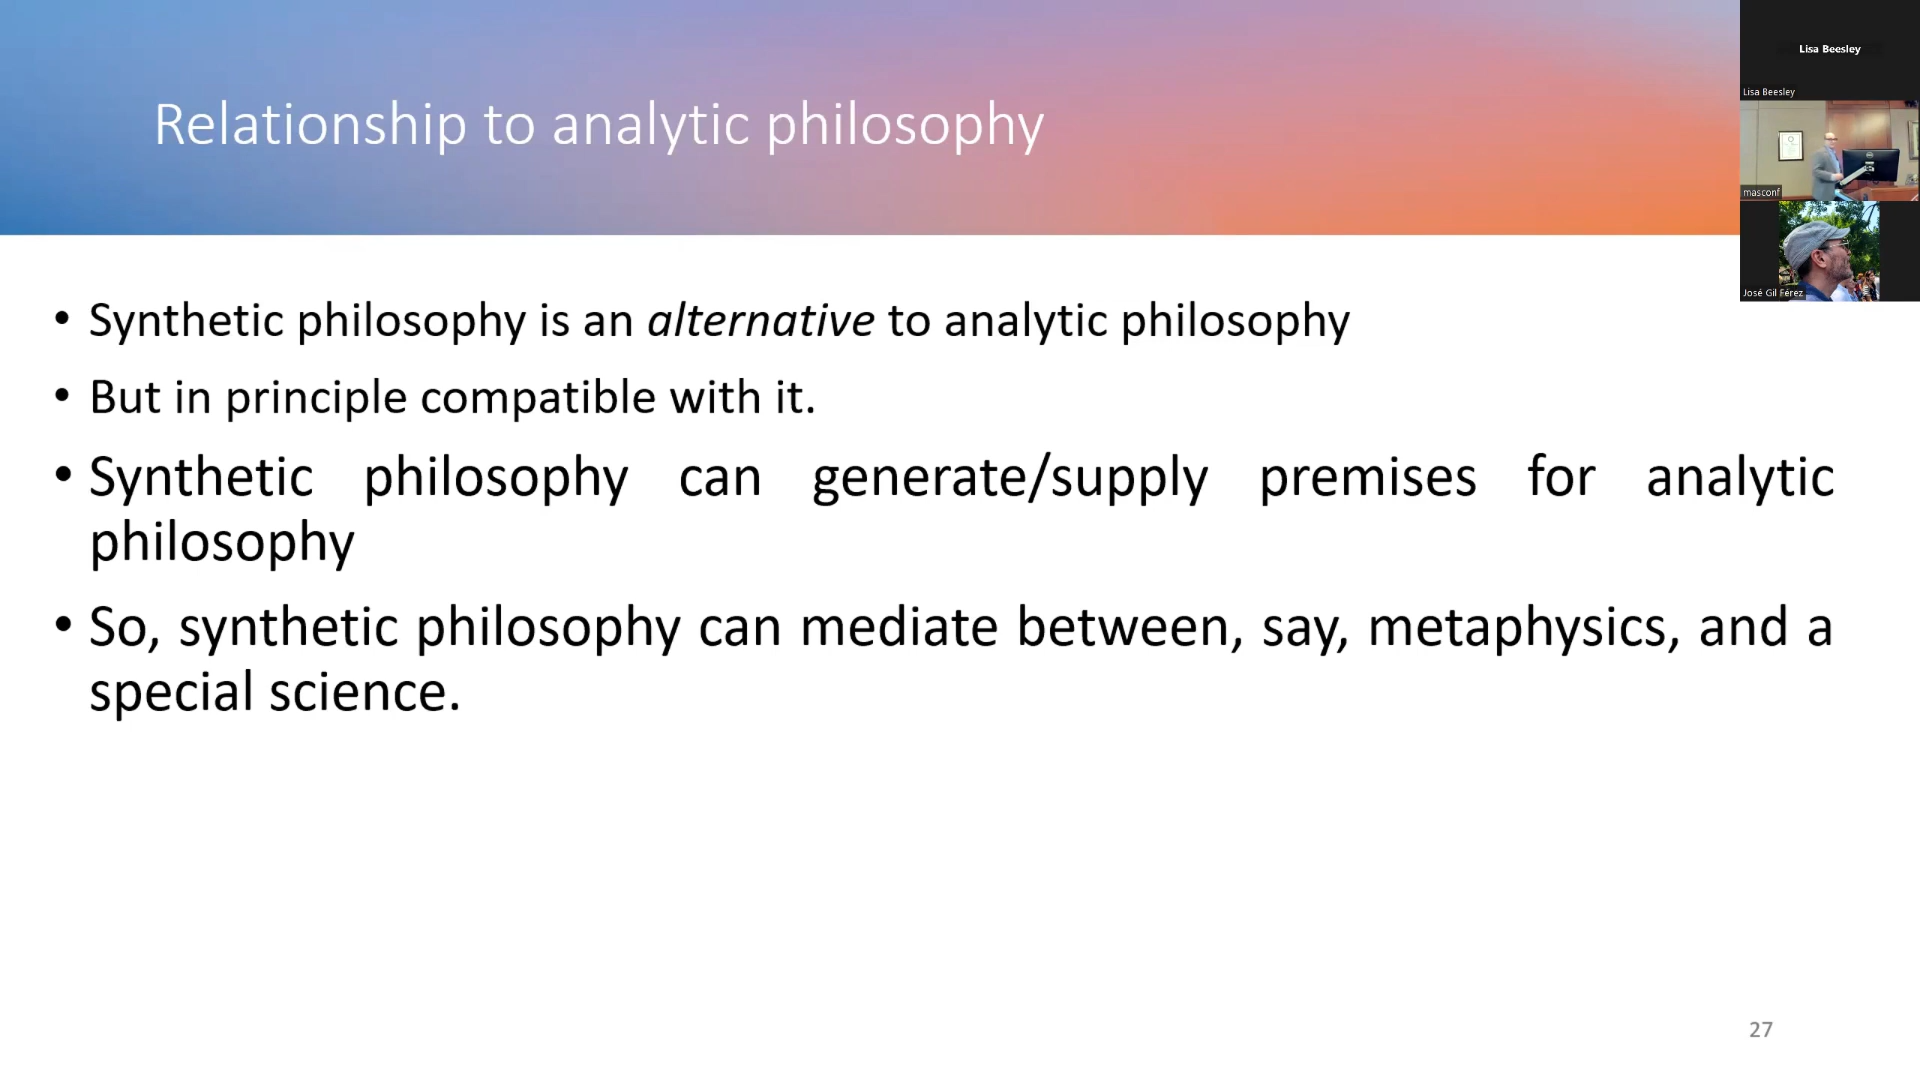 Relationship to analytic philosophy
• Synthetic philosophy is an alternative to analytic philosophy
• But in principle compatible with it.
• Synthetic philosophy can generate/supply premises for analytic
philosophy
• So, synthetic philosophy can mediate between, say, metaphysics, and a
special science.
27
Lisa Beesley
Lisa Beesley
masconf
José Gil Férez